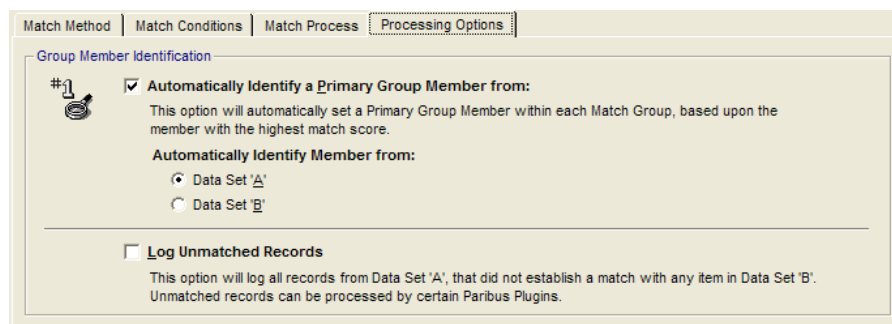 Match Method Match Conditions Match Process Processing Options
Group Member Identification
#1
Automatically Identify a Primary Group Member from:
This option will automatically set a Primary Group Member within each Match Group, based upon the
member with the highest match score.
Automatically Identify Member from:
Data Set 'A'
Data Set 'B'
Log Unmatched Records
This option will log all records from Data Set 'A', that did not establish a match with any item in Data Set 'B'.
Unmatched records can be processed by certain Paribus Plugins.